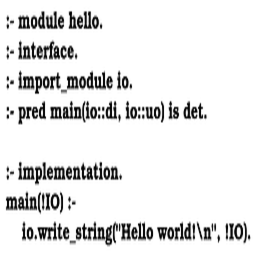 :- module hello.
:- interface.
:- import_module io.
:- pred main(io::di, io::uo) is det.
:- implementation.
main(!IO) :-
io.write_string("Hello world!\n", !IO).